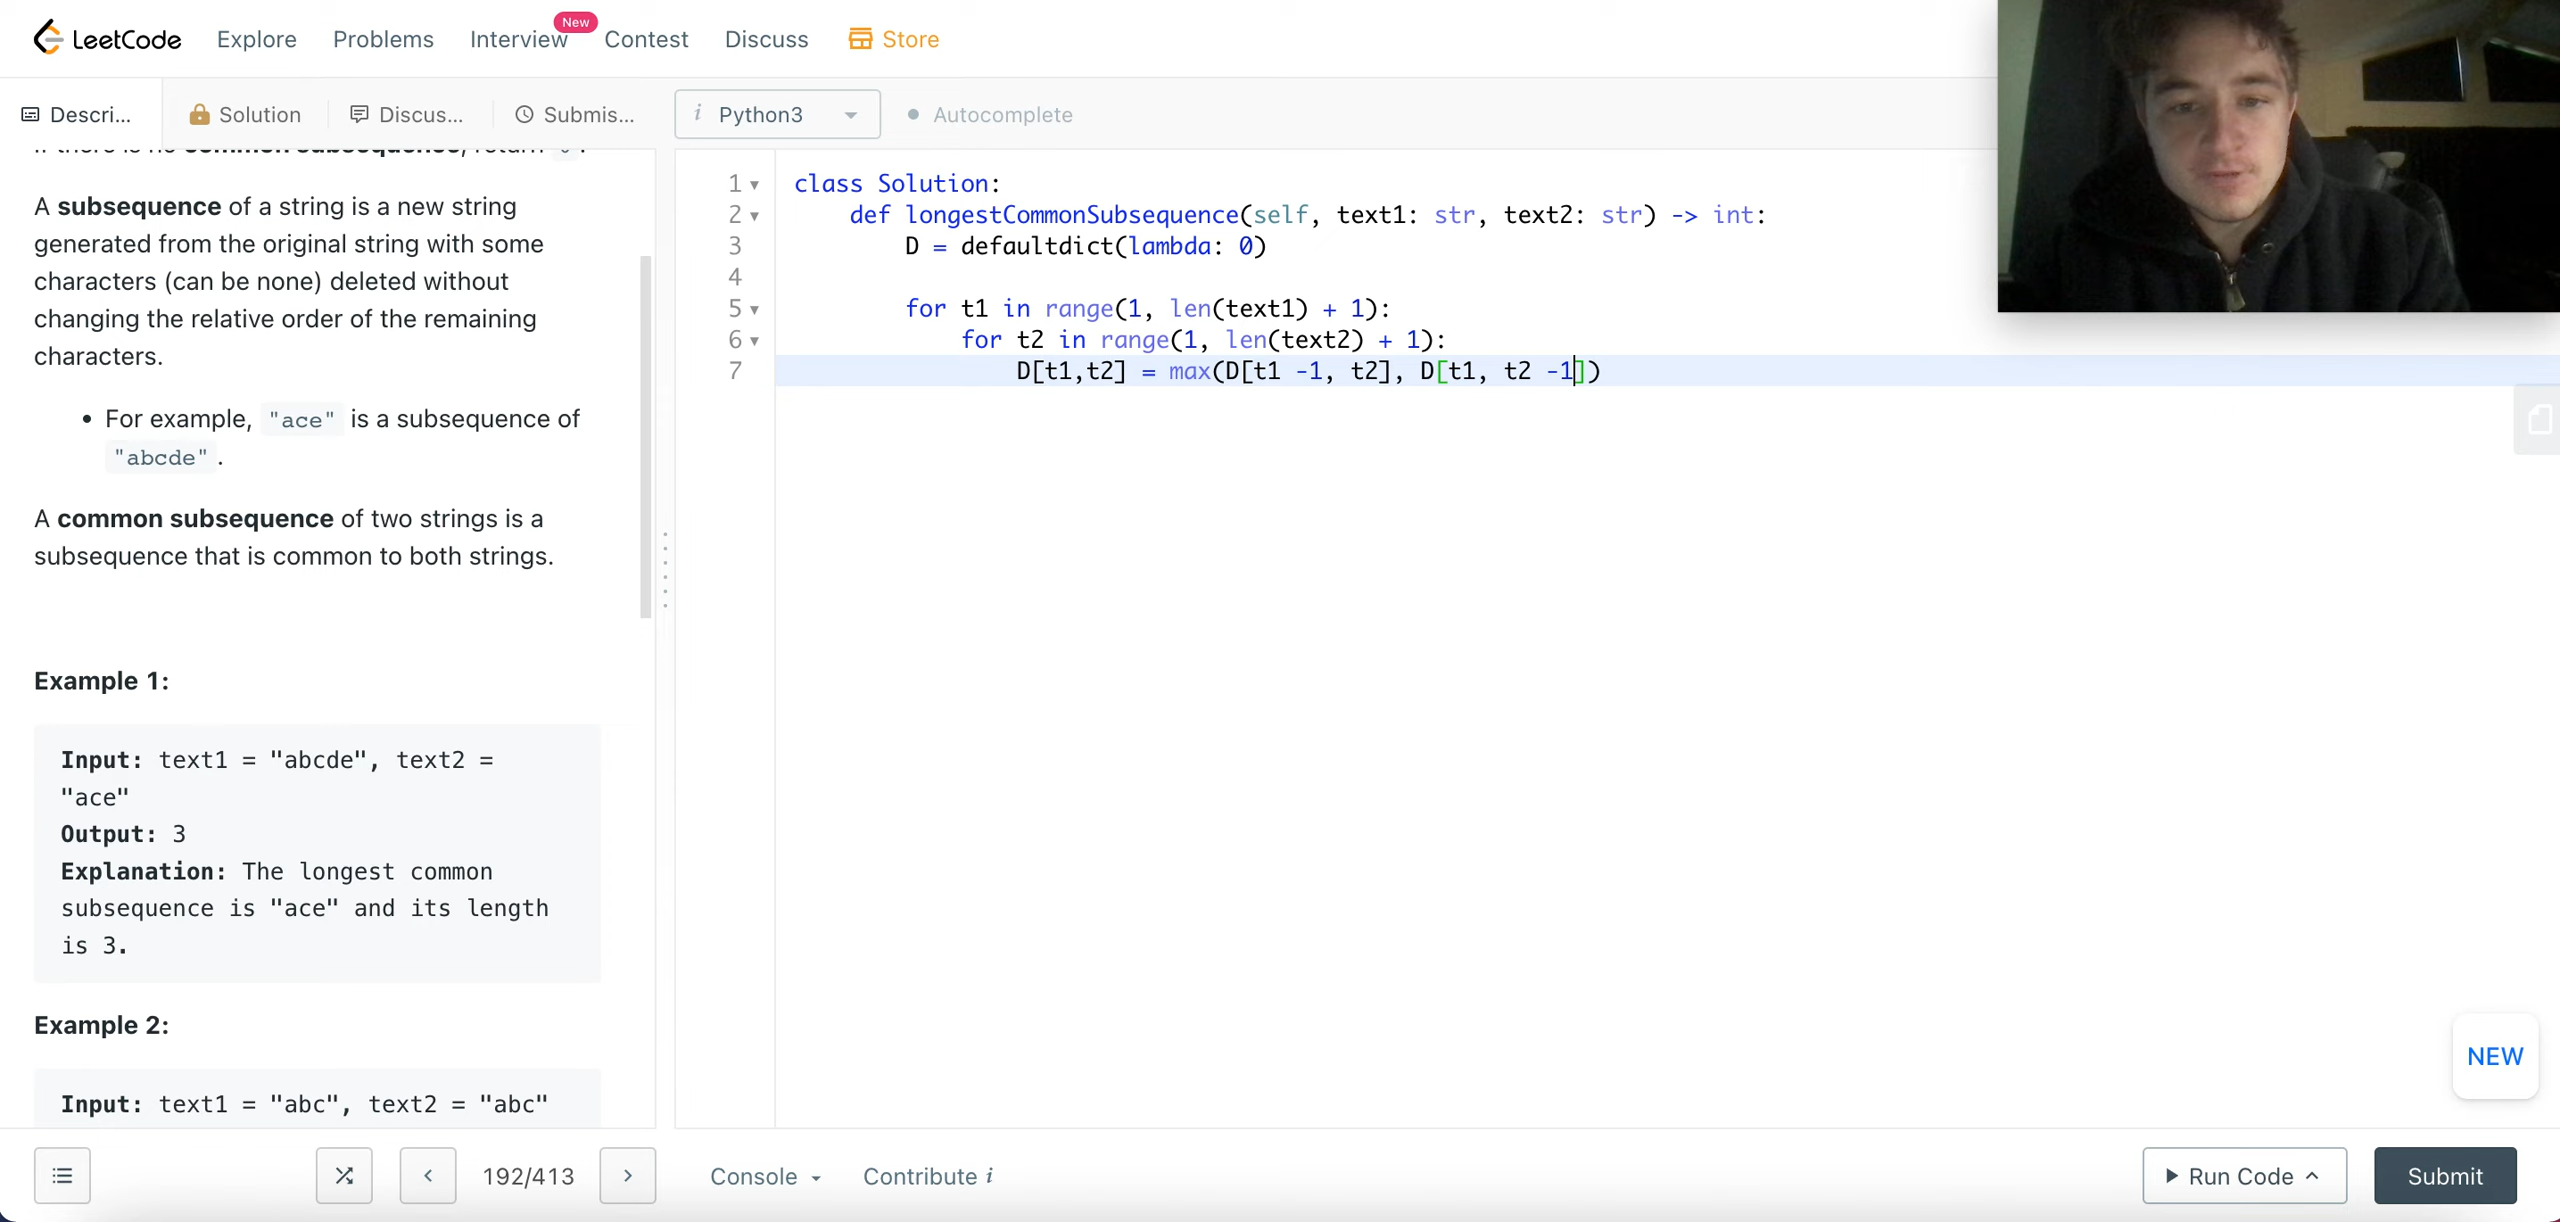 LeetCode Explore Problems Interview New Contest Discuss Store
Descri... Solution Discus... Submis...
i Python3 Autocomplete
A subsequence of a string is a new string
generated from the original string with some
characters (can be none) deleted without
changing the relative order of the remaining
characters.
• For example, "ace" is a subsequence of
"abcde" .
A common subsequence of two strings is a
subsequence that is common to both strings.
Example 1:
Input: text1 = "abcde", text2 =
"ace"
Output: 3
Explanation: The longest common
subsequence is "ace" and its length
is 3.
Example 2:
Input: text1 = "abc", text2 = "abc"
1 class Solution:
2 def longestCommonSubsequence(self, text1: str, text2: str) -> int:
3 D = defaultdict(lambda: 0)
4
5 for t1 in range(1, len(text1) + 1):
6 for t2 in range(1, len(text2) + 1):
7 D[t1,t2] = max(D[t1 -1, t2], D[t1, t2 -1])
NEW
192/413
Console Contribute i
Run Code Submit